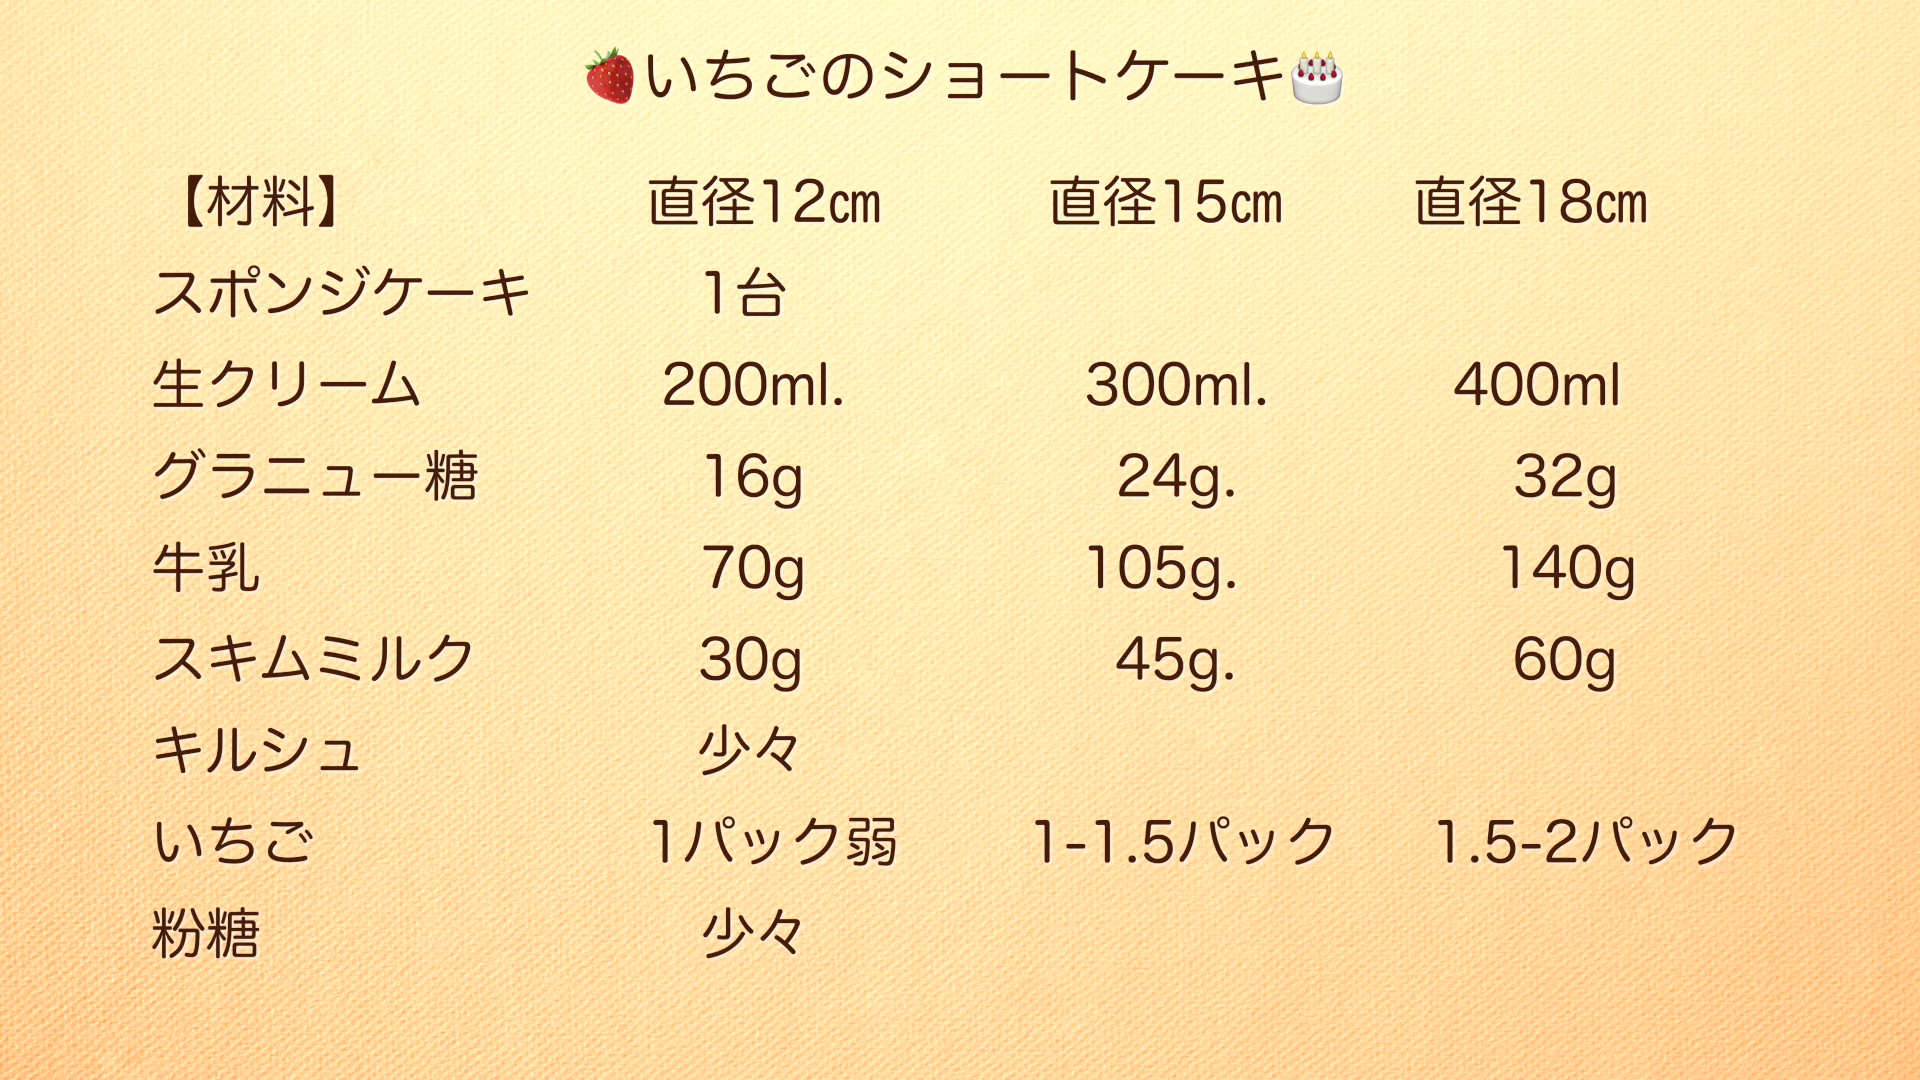 🍓いちごのショートケーキ🎂
【材料】 直径12㎝ 直径15㎝ 直径18㎝
スポンジケーキ 1台
生クリーム 200ml. 300ml. 400ml
グラニュー糖 16g 24g. 32g
牛乳 70g 105g. 140g
スキムミルク 30g 45g. 60g
キルシュ 少々
いちご 1パック弱 1-1.5パック 1.5-2パック
粉糖 少々